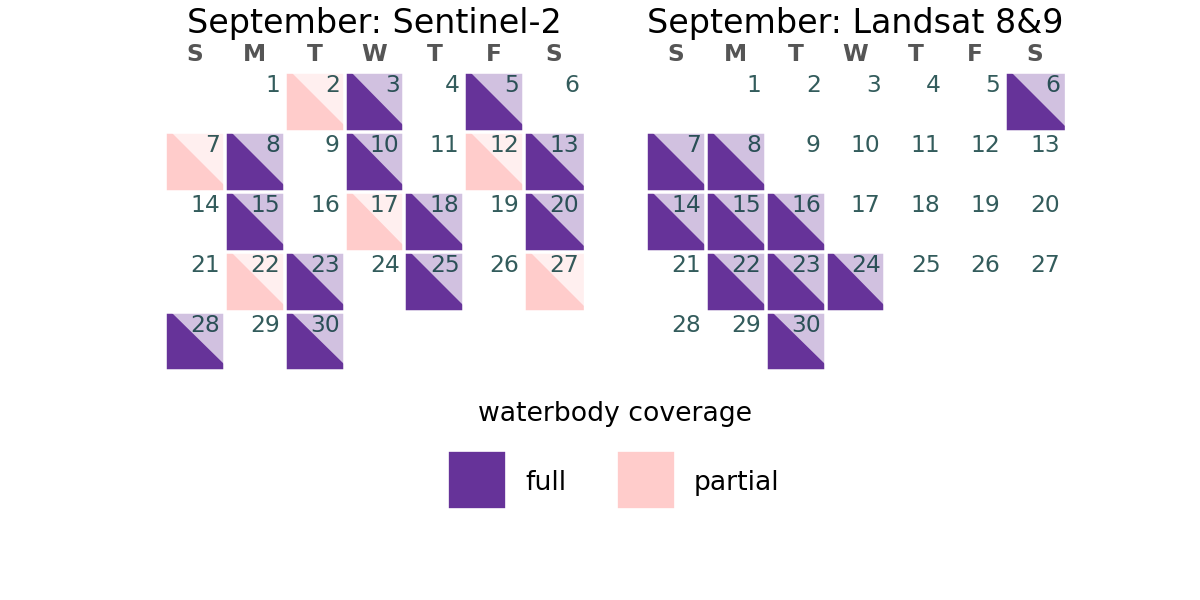 September: Sentinel-2
S M T W T F S
1 2 3 4 5 6
7 8 9 10 11 12 13
14 15 16 17 18 19 20
21 22 23 24 25 26 27
28 29 30
September: Landsat 8&9
S M T W T F S
1 2 3 4 5 6
7 8 9 10 11 12 13
14 15 16 17 18 19 20
21 22 23 24 25 26 27
28 29 30
waterbody coverage
full partial